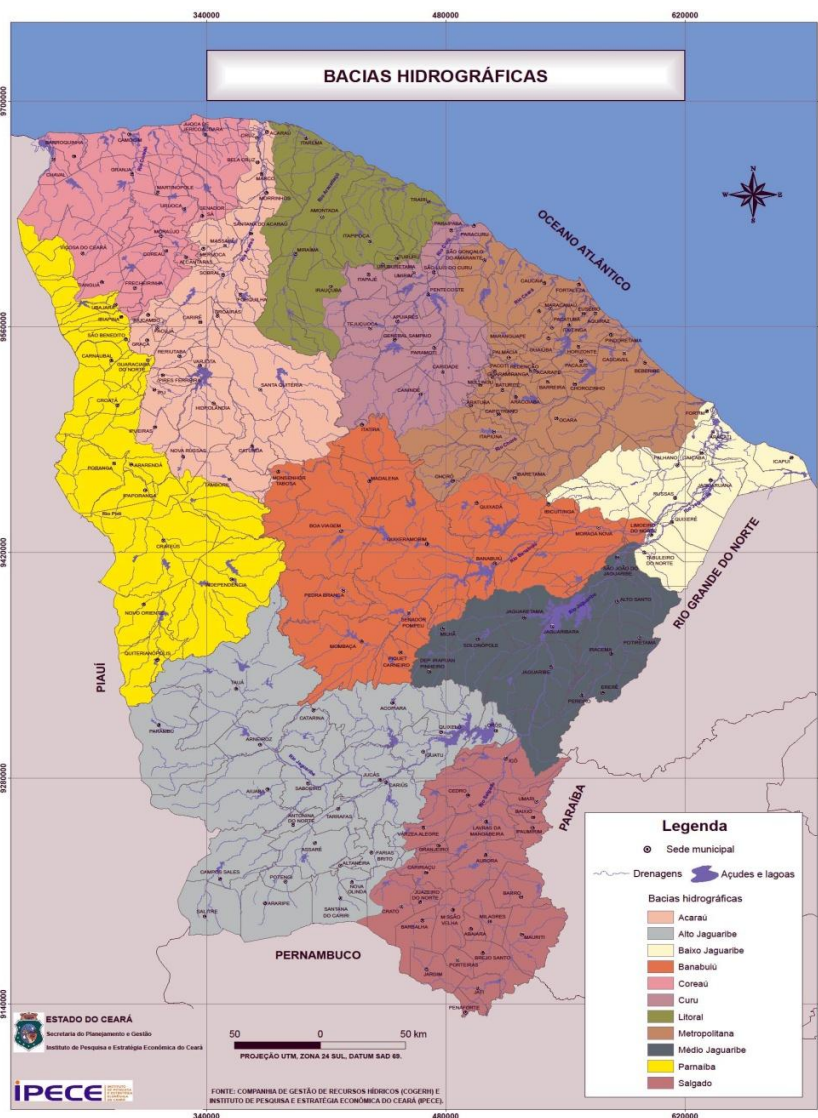 340000
480000
620000
BACIAS HIDROGRÁFICAS
9700000
9560000
9420000
9280000
9140000
N
W
E
S
OCEANO ATLÂNTICO
RIO GRANDE DO NORTE
PARAÍBA
PERNAMBUCO
PIAUÍ
BARROQUINHA
CHAVAL
CAMOCIM
GRANJA
MARTINÓPOLE
URUOCA
SENADOR
SÁ
MORAÚJO
COREAÚ
ALCÂNTARAS
VIÇOSA DO CEARÁ
TIANGUÁ
FRECHEIRINHA
CRUZ
ACARAÚ
BELA CRUZ
MARCO
MORRINHOS
SANTANA DO ACARAÚ
MASSAPÊ
MERUOCA
SOBRAL
FORQUILHA
GROAÍRAS
CARIRÉ
MUCAMBO
PACUJÁ
GRAÇA
RERIUTABA
VARJOTA
PIRES FERREIRA
IPU
SANTA QUITÉRIA
HIDROLÂNDIA
IPUEIRAS
NOVA RUSSAS
CATUNDA
TAMBORIL
MONSENHOR
TABOSA
ITAREMA
AMONTADA
MIRAÍMA
ITAPIPOCA
TRAIRI
TURURU
URUBURETAMA
UMIRIM
IRAUÇUBA
ITAPAJÉ
PARAIPABA
PARACURU
SÃO GONÇALO
DO AMARANTE
SÃO LUÍS DO CURU
PENTECOSTE
APUIARÉS
TEJUÇUOCA
GENERAL SAMPAIO
PARAMOTI
CARIDADE
CANINDÉ
CAUCAIA
FORTALEZA
MARACANAÚ
EUSÉBIO
PACATUBA
AQUIRAZ
ITAITINGA
MARANGUAPE
GUAIÚBA
HORIZONTE
PINDORETAMA
PACAJUS
CASCAVEL
BEBERIBE
PALMÁCIA
PACOTI
REDENÇÃO
ACARAPE
GUARAMIRANGA
MULUNGU
BATURITÉ
BARREIRA
CHOROZINHO
ARATUBA
ARACOIABA
CAPISTRANO
OCARA
ITAPIÚNA
CHORÓ
IBARETAMA
UBAJARA
IBIAPINA
SÃO BENEDITO
CARNAUBAL
GUARACIABA
DO NORTE
CROATÁ
PORANGA
ARARENDÁ
IPAPORANGA
CRATEÚS
INDEPENDÊNCIA
NOVO ORIENTE
QUITERIANÓPOLIS
ITATIRA
MADALENA
BOA VIAGEM
QUIXADÁ
QUIXERAMOBIM
BANABUIÚ
IBICUITINGA
MORADA NOVA
LIMOEIRO
DO NORTE
PEDRA BRANCA
SENADOR
POMPEU
MOMBAÇA
PIQUET
CARNEIRO
FORTIM
ARACATI
ICAPUÍ
ITAIÇABA
PALHANO
JAGUARUANA
RUSSAS
QUIXERÉ
TABULEIRO
DO NORTE
SÃO JOÃO DO
JAGUARIBE
ALTO SANTO
JAGUARETAMA
JAGUARIBARA
MILHÃ
SOLONÓPOLE
DEP. IRAPUAN
PINHEIRO
JAGUARIBE
IRACEMA
POTIRETAMA
PEREIRO
ERERÊ
TAUÁ
PARAMBU
ARNEIROZ
CATARINA
ACOPIARA
QUIXELÔ
ORÓS
IGUATU
JUCÁS
CARIÚS
AIUABA
SABOEIRO
ANTONINA
DO NORTE
TARRAFAS
ASSARÉ
FARIAS
BRITO
ALTANEIRA
CAMPOS SALES
POTENGI
NOVA
OLINDA
ARARIPE
SANTANA
DO CARIRI
SALITRE
ICÓ
CEDRO
UMARI
BAIXIO
IPAUMIRIM
VÁRZEA ALEGRE
LAVRAS DA
MANGABEIRA
GRANJEIRO
CARIRIAÇU
AURORA
JUAZEIRO
DO NORTE
CRATO
BARRO
BARBALHA
MISSÃO
VELHA
MILAGRES
ABAIARA
MAURITI
BREJO SANTO
PORTEIRAS
JARDIM
JATI
PENAFORTE
Legenda
Sede municipal
Drenagens
Açudes e lagoas
Bacias hidrográficas
Acaraú
Alto Jaguaribe
Baixo Jaguaribe
Banabuiú
Coreaú
Curu
Litoral
Metropolitana
Médio Jaguaribe
Parnaíba
Salgado
ESTADO DO CEARÁ
Secretaria do Planejamento e Gestão
Instituto de Pesquisa e Estratégia Econômica do Ceará
iPECE
50
0
50 km
PROJEÇÃO UTM, ZONA 24 SUL, DATUM SAD 69.
FONTE: COMPANHIA DE GESTÃO DE RECURSOS HÍDRICOS (COGERH) E
INSTITUTO DE PESQUISA E ESTRATÉGIA ECONÔMICA DO CEARÁ (IPECE).
340000
480000
620000